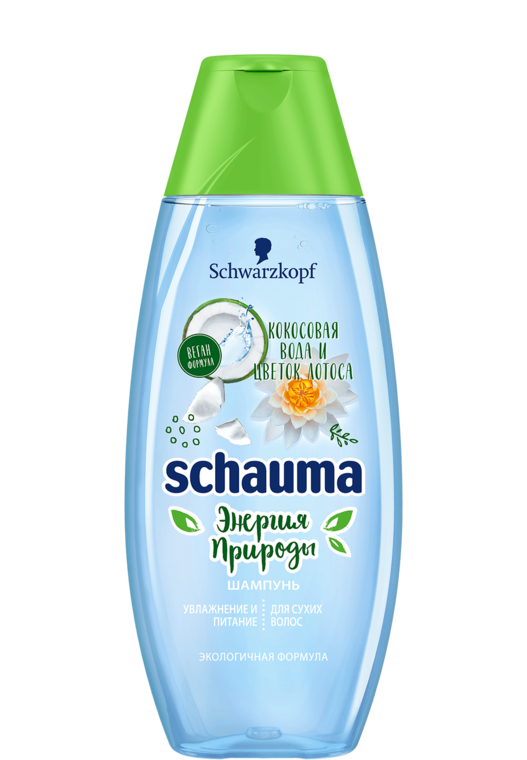 Schwarzkopf
КОКОСОВАЯ
ВОДА И
ЦВЕТОК ЛОТОСА
ВЕГАН
ФОРМУЛА
schauma
Энергия
Природы
ШАМПУНЬ
УВЛАЖНЕНИЕ И
ПИТАНИЕ
ДЛЯ СУХИХ
ВОЛОС
ЭКОЛОГИЧНАЯ ФОРМУЛА